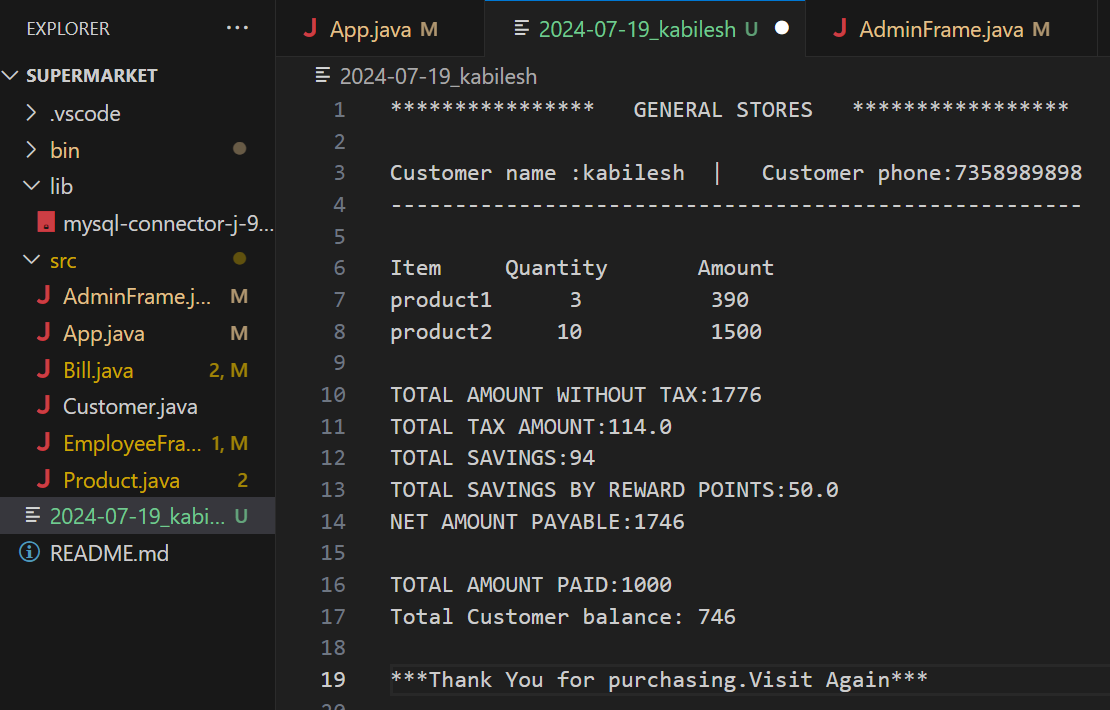 EXPLORER ...
SUPERMARKET
.vscode
bin
lib
mysql-connector-j-9...
src
AdminFrame.j... M
App.java M
Bill.java 2, M
Customer.java
EmployeeFra... 1, M
Product.java 2
2024-07-19_kabi... U
README.md
App.java M
2024-07-19_kabilesh U
AdminFrame.java M
2024-07-19_kabilesh
1 **************** GENERAL STORES *****************
2
3 Customer name :kabilesh | Customer phone:7358989898
4 ------------------------------------------------------
5
6 Item Quantity Amount
7 product1 3 390
8 product2 10 1500
9
10 TOTAL AMOUNT WITHOUT TAX:1776
11 TOTAL TAX AMOUNT:114.0
12 TOTAL SAVINGS:94
13 TOTAL SAVINGS BY REWARD POINTS:50.0
14 NET AMOUNT PAYABLE:1746
15
16 TOTAL AMOUNT PAID:1000
17 Total Customer balance: 746
18
19 ***Thank You for purchasing.Visit Again***
20